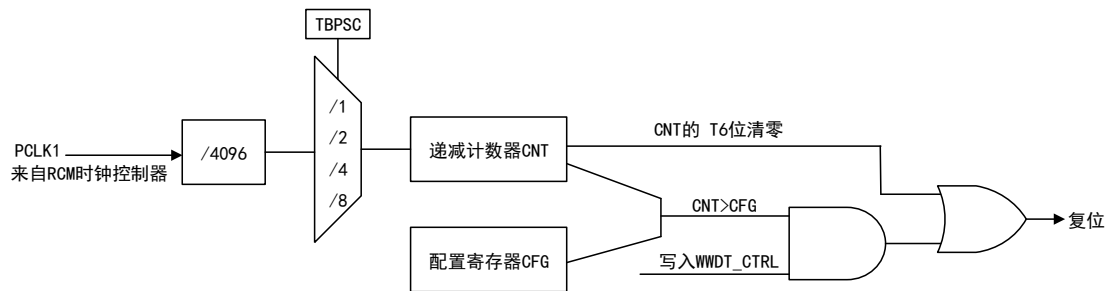 TBPSC
/1
/2
/4
/8
PCLK1
来自RCM时钟控制器
/4096
递减计数器CNT
CNT的 T6位清零
CNT>CFG
配置寄存器CFG
写入WWDT_CTRL
复位